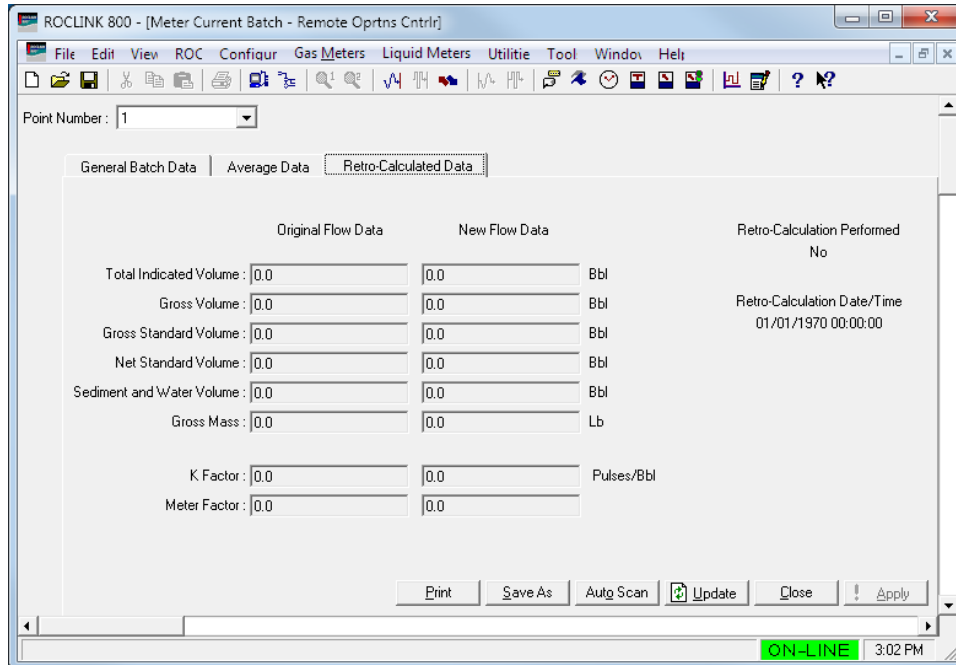 ROCLINK 800 - [Meter Current Batch - Remote Oprtns Cntrlr]
File Edit View ROC Configur Gas Meters Liquid Meters Utilitie Tool Window Help
Point Number : 1
General Batch Data Average Data Retro-Calculated Data
Original Flow Data New Flow Data Retro-Calculation Performed
No
Total Indicated Volume : 0.0 0.0 Bbl
Gross Volume : 0.0 0.0 Bbl Retro-Calculation Date/Time
Gross Standard Volume : 0.0 0.0 Bbl 01/01/1970 00:00:00
Net Standard Volume : 0.0 0.0 Bbl
Sediment and Water Volume : 0.0 0.0 Bbl
Gross Mass : 0.0 0.0 Lb
K Factor : 0.0 0.0 Pulses/Bbl
Meter Factor : 0.0 0.0
Print Save As Auto Scan Update Close ! Apply
ON-LINE 3:02 PM